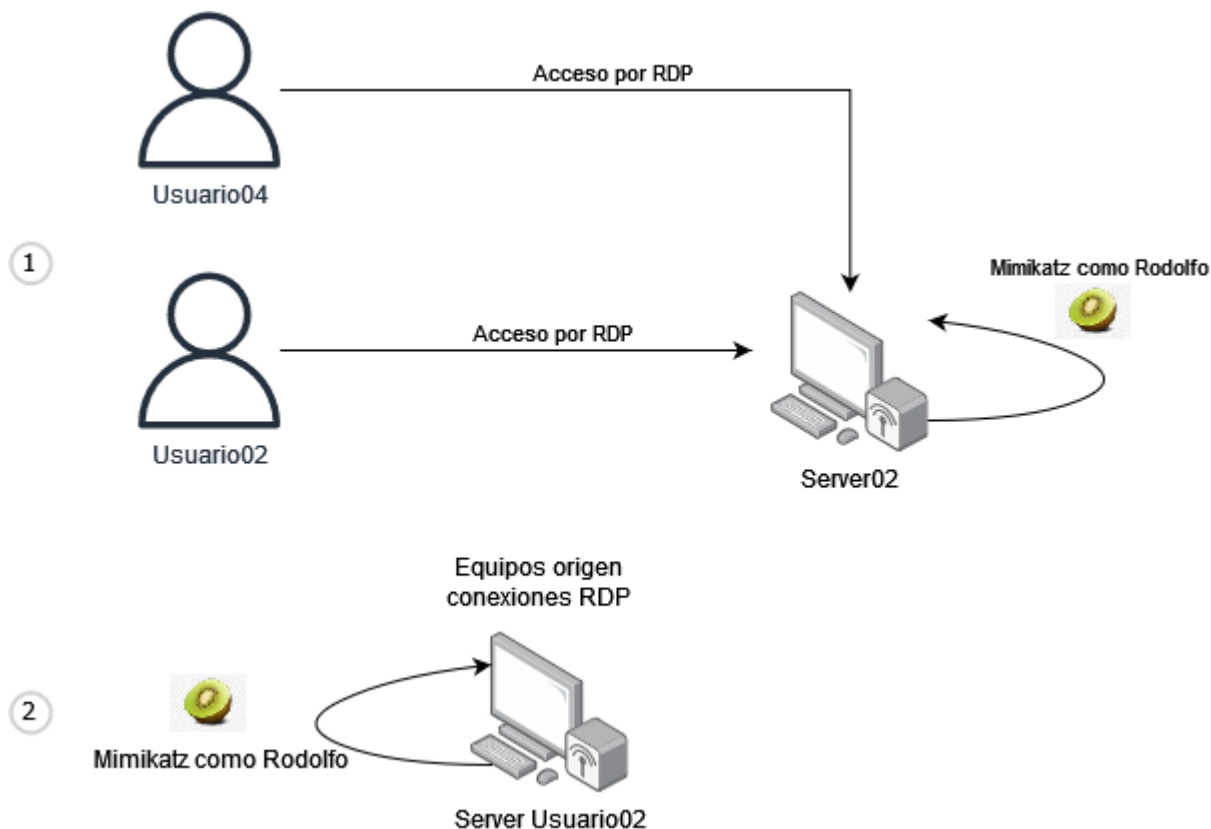 Acceso por RDP
Usuario04
1
Mimikatz como Rodolfo
Acceso por RDP
Usuario02
Server02
Equipos origen
conexiones RDP
2
Mimikatz como Rodolfo
Server Usuario02